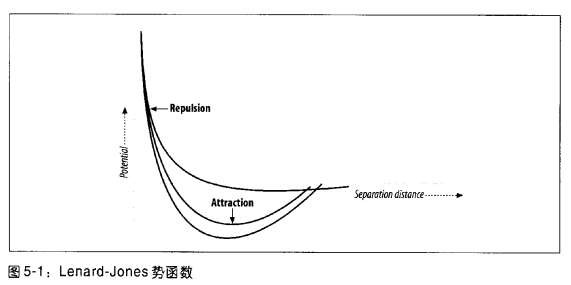 Repulsion
Potential
Attraction
Separation distance
图 5-1：Lenard-Jones 势函数